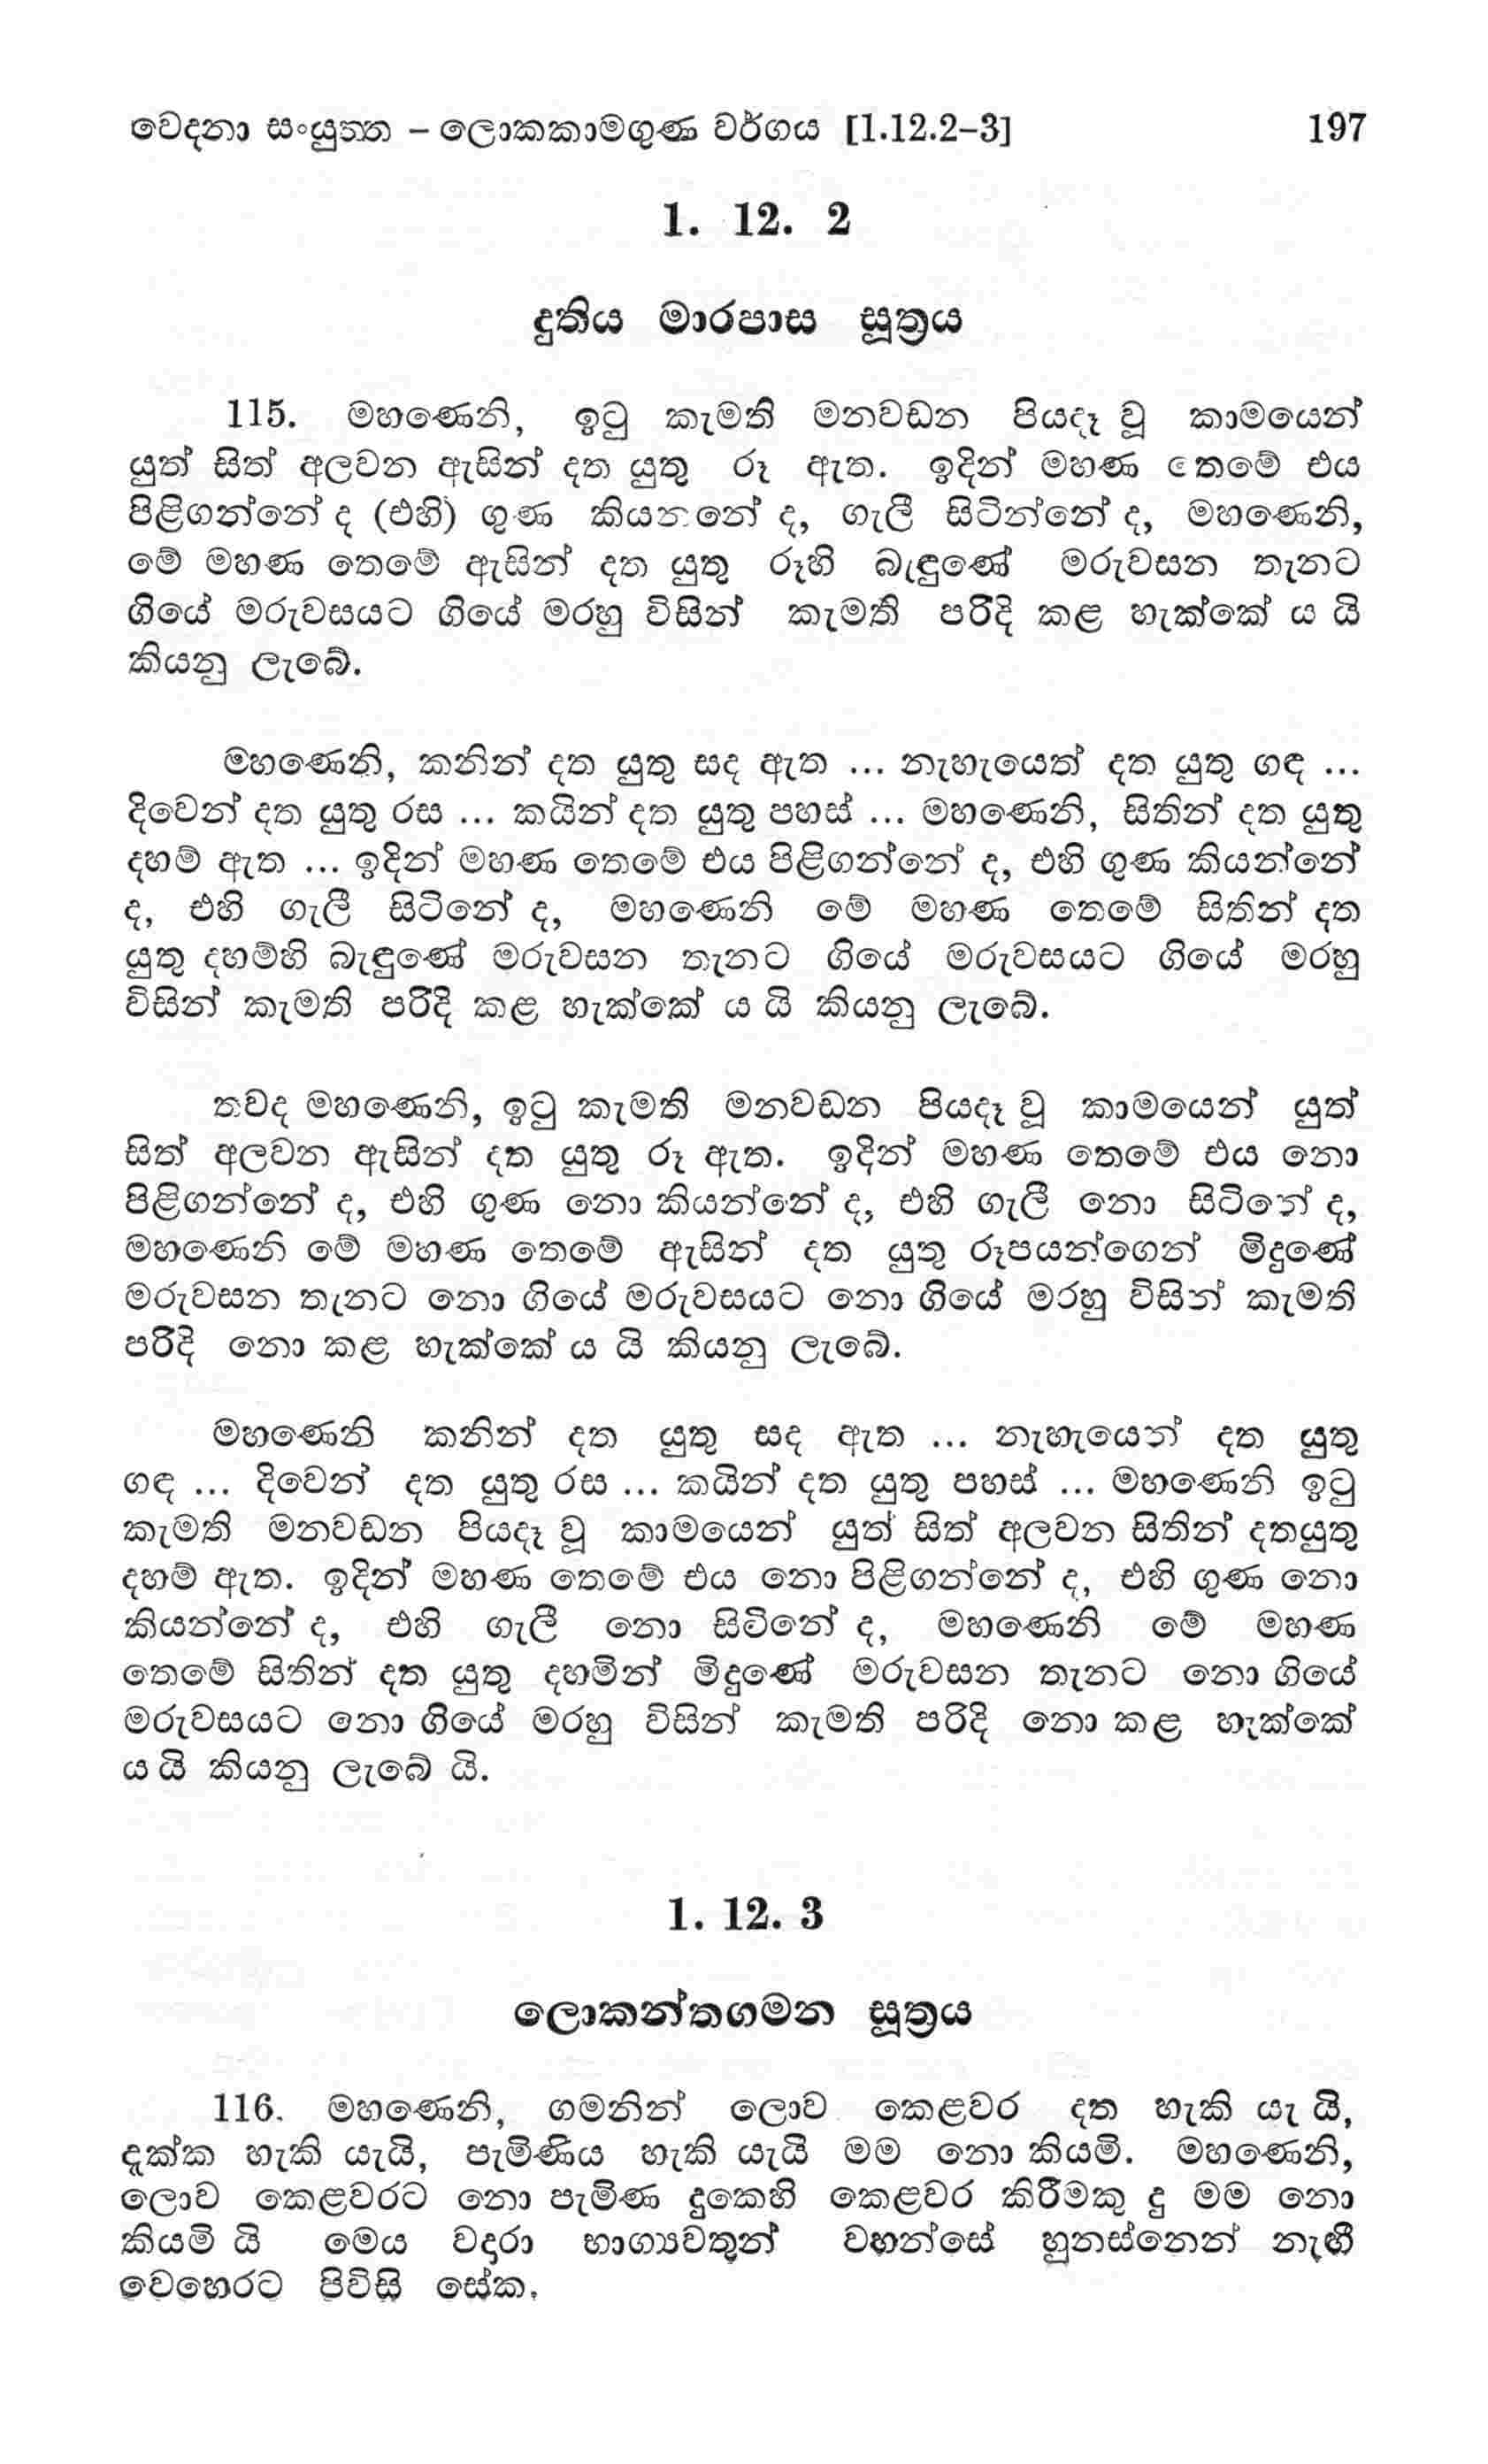 වෙදනා සංයුත්ත – ලොකකාමගුණ වර්ගය [1.12.2–3] 197
1. 12. 2
දුතිය මාරපාස සූත්‍රය
115. මහණෙනි, ඉටු කැමති මනවඩන පියදෑ වූ කාමයෙන්
යුත් සිත් අලවන ඇසින් දත යුතු රූ ඇත. ඉදින් මහණ තෙමේ එය
පිළිගන්නේ ද (එහි) ගුණ කියනනේ ද, ගැලී සිටින්නේ ද, මහණෙනි,
මේ මහණ තෙමේ ඇසින් දත යුතු රූහි බැඳුණේ මරුවසන තැනට
ගියේ මරුවසයට ගියේ මරහු විසින් කැමති පරිදි කළ හැක්කේ ය යි
කියනු ලැබේ.
මහණෙනි, කනින් දත යුතු සද ඇත ... නැහැයෙත් දත යුතු ගඳ ...
දිවෙන් දත යුතු රස ... කයින් දත යුතු පහස් ... මහණෙනි, සිතින් දත යුතු
දහම් ඇත ... ඉදින් මහණ තෙමේ එය පිළිගන්නේ ද, එහි ගුණ කියන්නේ
ද, එහි ගැලී සිටිනේ ද, මහණෙනි මේ මහණ තෙමේ සිතින් දත
යුතු දහම්හි බැඳුණේ මරුවසන තැනට ගියේ මරුවසයට ගියේ මරහු
විසින් කැමති පරිදි කළ හැක්කේ ය යි කියනු ලැබේ.
තවද මහණෙනි, ඉටු කැමති මනවඩන පියදෑ වූ කාමයෙන් යුත්
සිත් අලවන ඇසින් දත යුතු රූ ඇත. ඉදින් මහණ තෙමේ එය නො
පිළිගන්නේ ද, එහි ගුණ නො කියන්නේ ද, එහි ගැලී නො සිටිනේ ද,
මහණෙනි මේ මහණ තෙමේ ඇසින් දත යුතු රූපයන්ගෙන් මිදුණේ
මරුවසන තැනට නො ගියේ මරුවසයට නො ගියේ මරහු විසින් කැමති
පරිදි නො කළ හැක්කේ ය යි කියනු ලැබේ.
මහණෙනි කනින් දත යුතු සද ඇත ... නැහැයෙන් දත යුතු
ගඳ ... දිවෙන් දත යුතු රස ... කයින් දත යුතු පහස් ... මහණෙනි ඉටු
කැමති මනවඩන පියදෑ වූ කාමයෙන් යුත් සිත් අලවන සිතින් දතයුතු
දහම් ඇත. ඉදින් මහණ තෙමේ එය නො පිළිගන්නේ ද, එහි ගුණ නො
කියන්නේ ද, එහි ගැලී නො සිටිනේ ද, මහණෙනි මේ මහණ
තෙමේ සිතින් දත යුතු දහමින් මිදුණේ මරුවසන තැනට නො ගියේ
මරුවසයට නො ගියේ මරහු විසින් කැමති පරිදි නො කළ හැක්කේ
ය යි කියනු ලැබේ යි.
1. 12. 3
ලොකන්තගමන සූත්‍රය
116. මහණෙනි, ගමනින් ලොව කෙළවර දත හැකි යැ යි,
දැක්ක හැකි යැයි, පැමිණිය හැකි යැයි මම නො කියමි. මහණෙනි,
ලොව කෙළවරට නො පැමිණ දුකෙහි කෙළවර කිරීමකු දු මම නො
කියමි යි මෙය වදාරා භාග්‍යවතුන් වහන්සේ හුනස්නෙන් නැඟී
වෙහෙරට පිවිසි සේක.